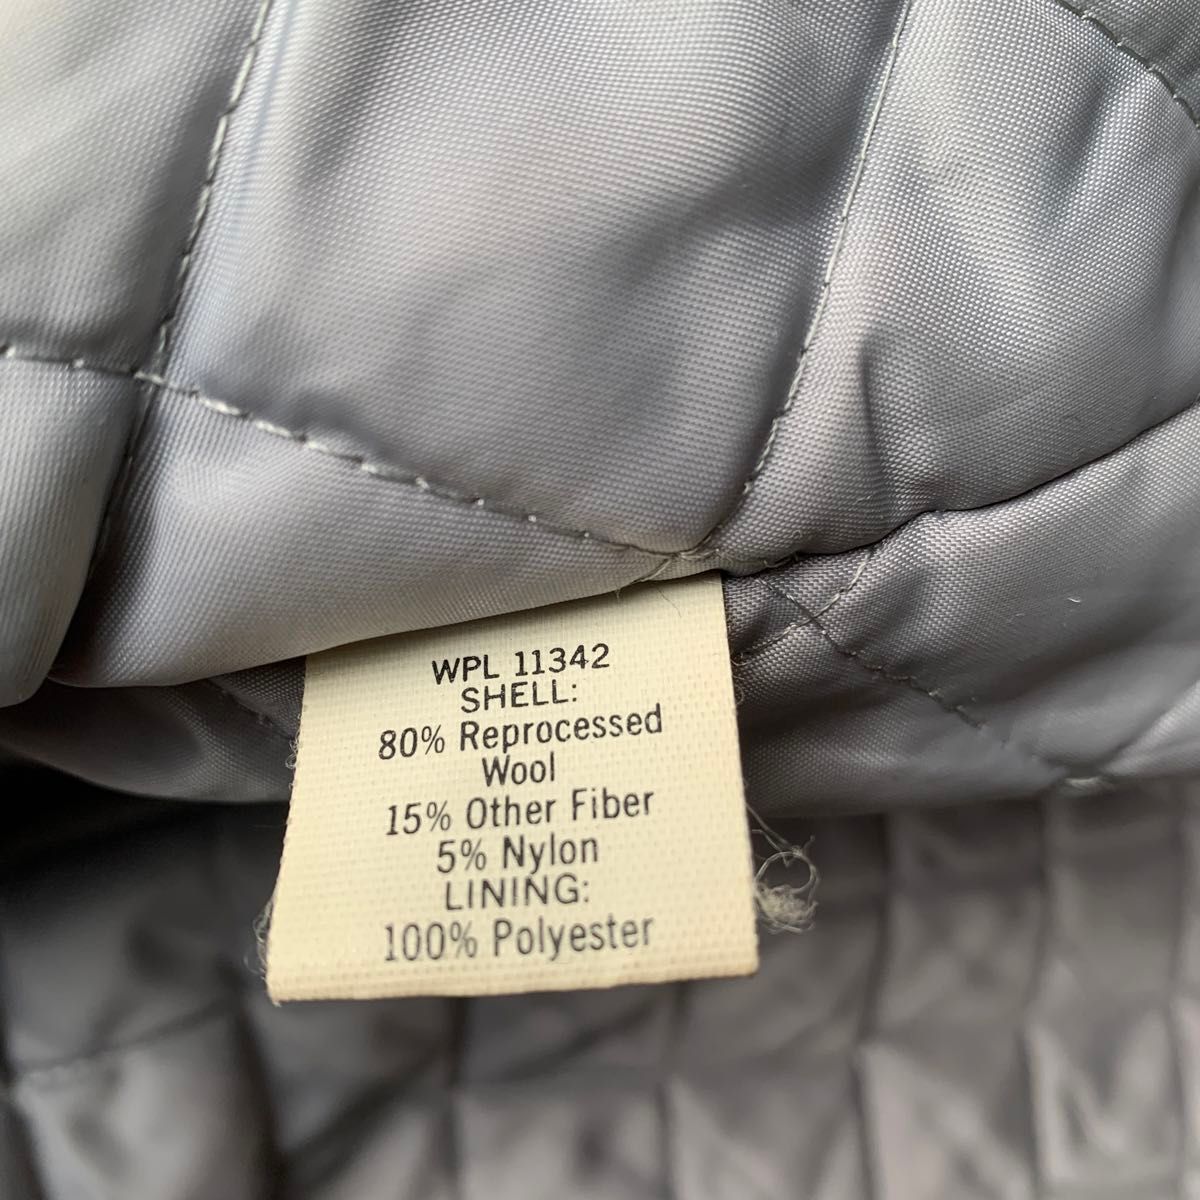 WPL 11342
SHELL:
80% Reprocessed
Wool
15% Other Fiber
5% Nylon
LINING:
100% Polyester